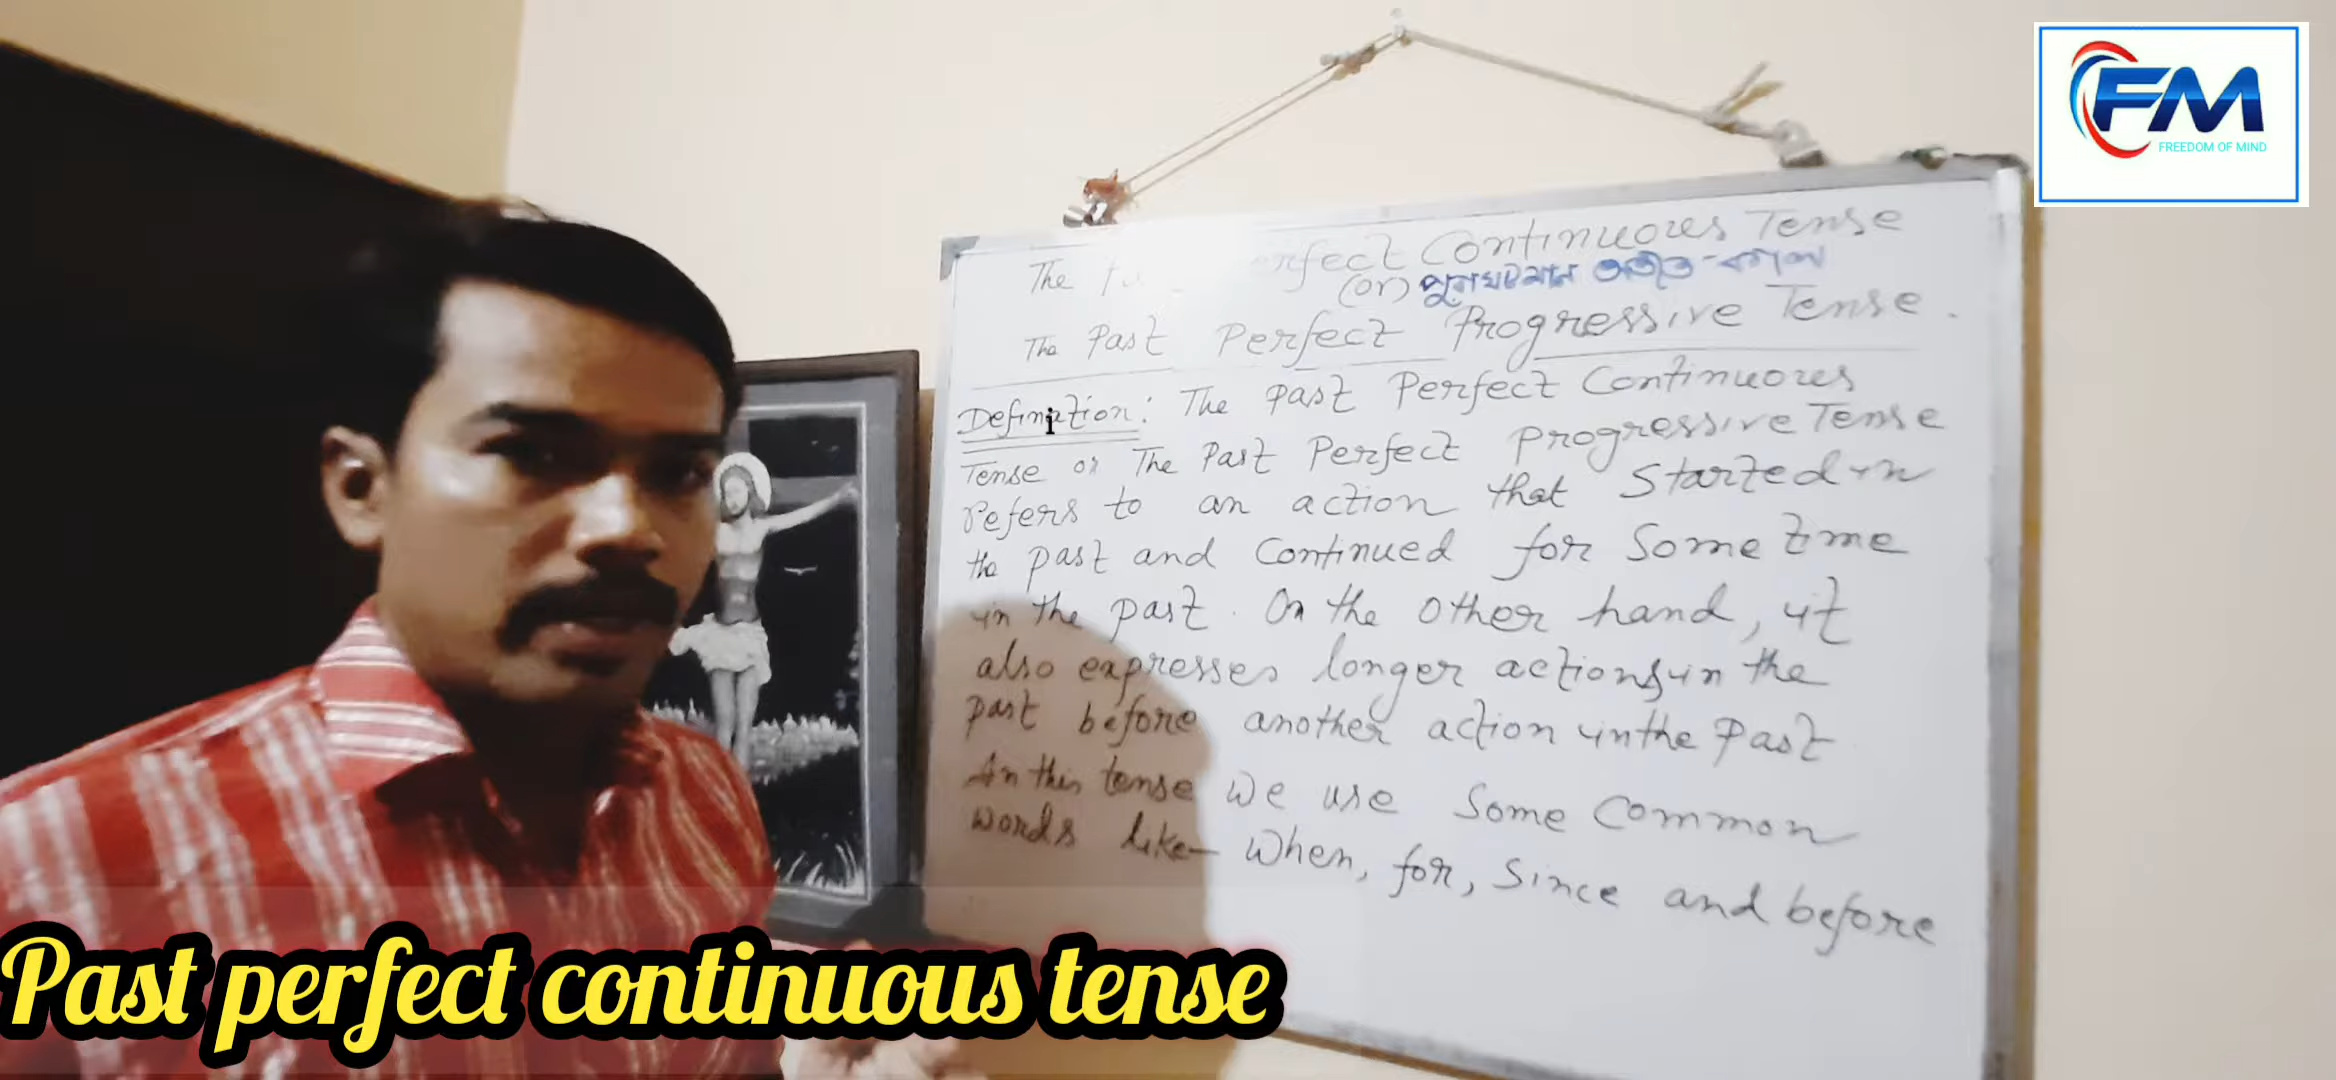 FM
FREEDOM OF MIND
The Perfect Continuous Tense
(or) পুরাঘটমান অতীত-কাল
The Past Perfect Progressive Tense.
Definition: The Past Perfect Continuous
Tense or The Past Perfect Progressive Tense
refers to an action that started in
the past and continued for some time
in the past. On the other hand, it
also expresses longer actions in the
past before another action in the past
In this tense we use some common
words like- When, for, since and before
Past perfect continuous tense